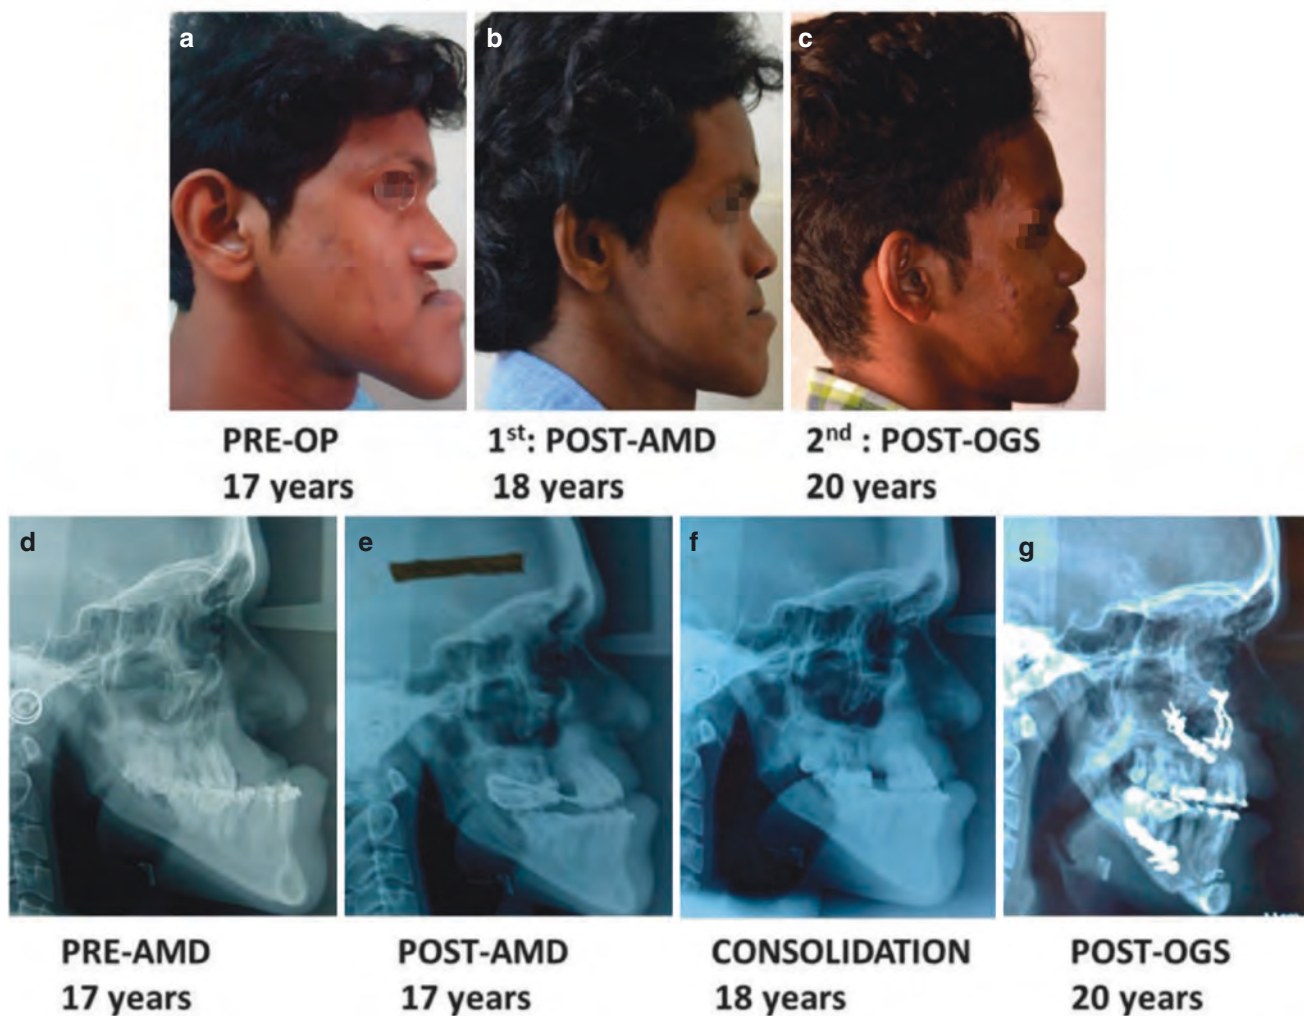 a
b
c
PRE-OP
17 years
1st: POST-AMD
18 years
2nd : POST-OGS
20 years
d
e
f
g
PRE-AMD
17 years
POST-AMD
17 years
CONSOLIDATION
18 years
POST-OGS
20 years